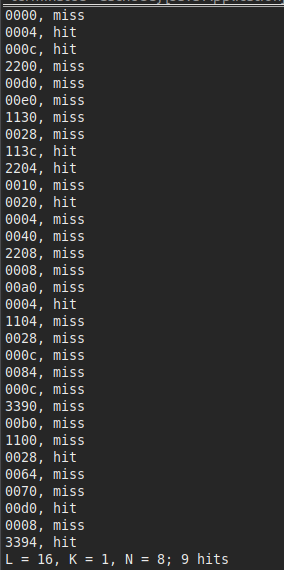 0000, miss
0004, hit
000c, hit
2200, miss
00d0, miss
00e0, miss
1130, miss
0028, miss
113c, hit
2204, hit
0010, miss
0020, hit
0004, miss
0040, miss
2208, miss
0008, miss
00a0, miss
0004, hit
1104, miss
0028, miss
000c, miss
0084, miss
000c, miss
3390, miss
00b0, miss
1100, miss
0028, hit
0064, miss
0070, miss
00d0, hit
0008, miss
3394, hit
L = 16, K = 1, N = 8; 9 hits